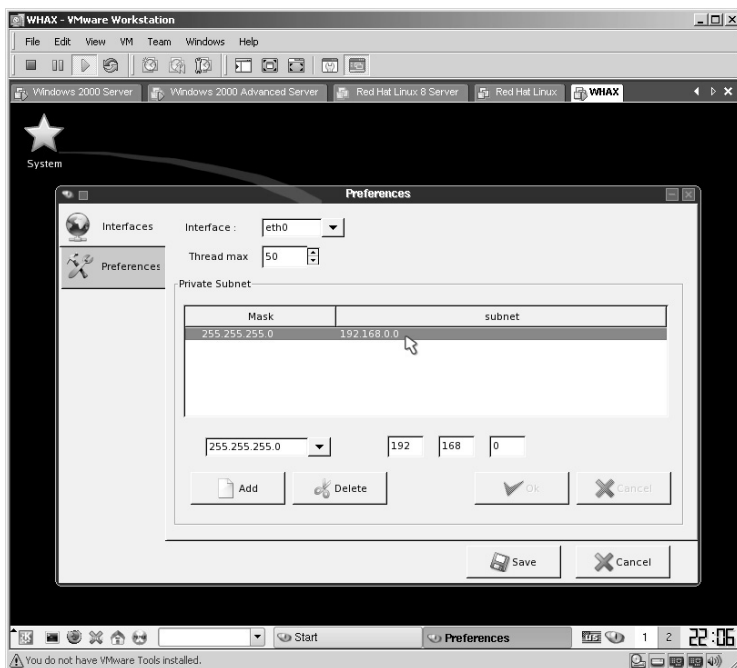 WHAX - VMware Workstation
File Edit View VM Team Windows Help
Windows 2000 Server Windows 2000 Advanced Server Red Hat Linux 8 Server Red Hat Linux WHAX
System
Preferences
Interfaces
Preferences
Interface : eth0
Thread max 50
Private Subnet
Mask subnet
255.255.255.0 192.168.0.0
255.255.255.0 192 168 0
Add Delete Ok Cancel
Save Cancel
Start Preferences 1 2 22:06
You do not have VMware Tools installed.